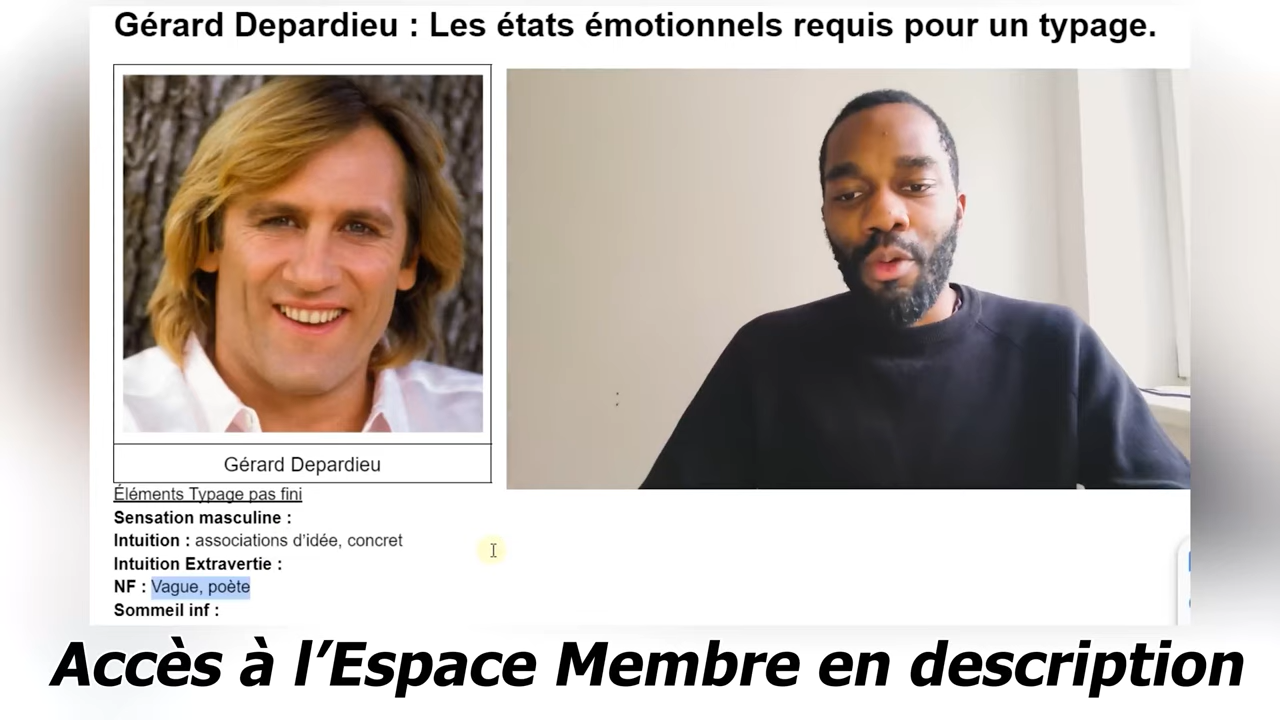 Gérard Depardieu : Les états émotionnels requis pour un typage.
Gérard Depardieu
Éléments Typage pas fini
Sensation masculine :
Intuition : associations d'idée, concret
Intuition Extravertie :
NF : Vague, poète
Sommeil inf :
Accès à l'Espace Membre en description